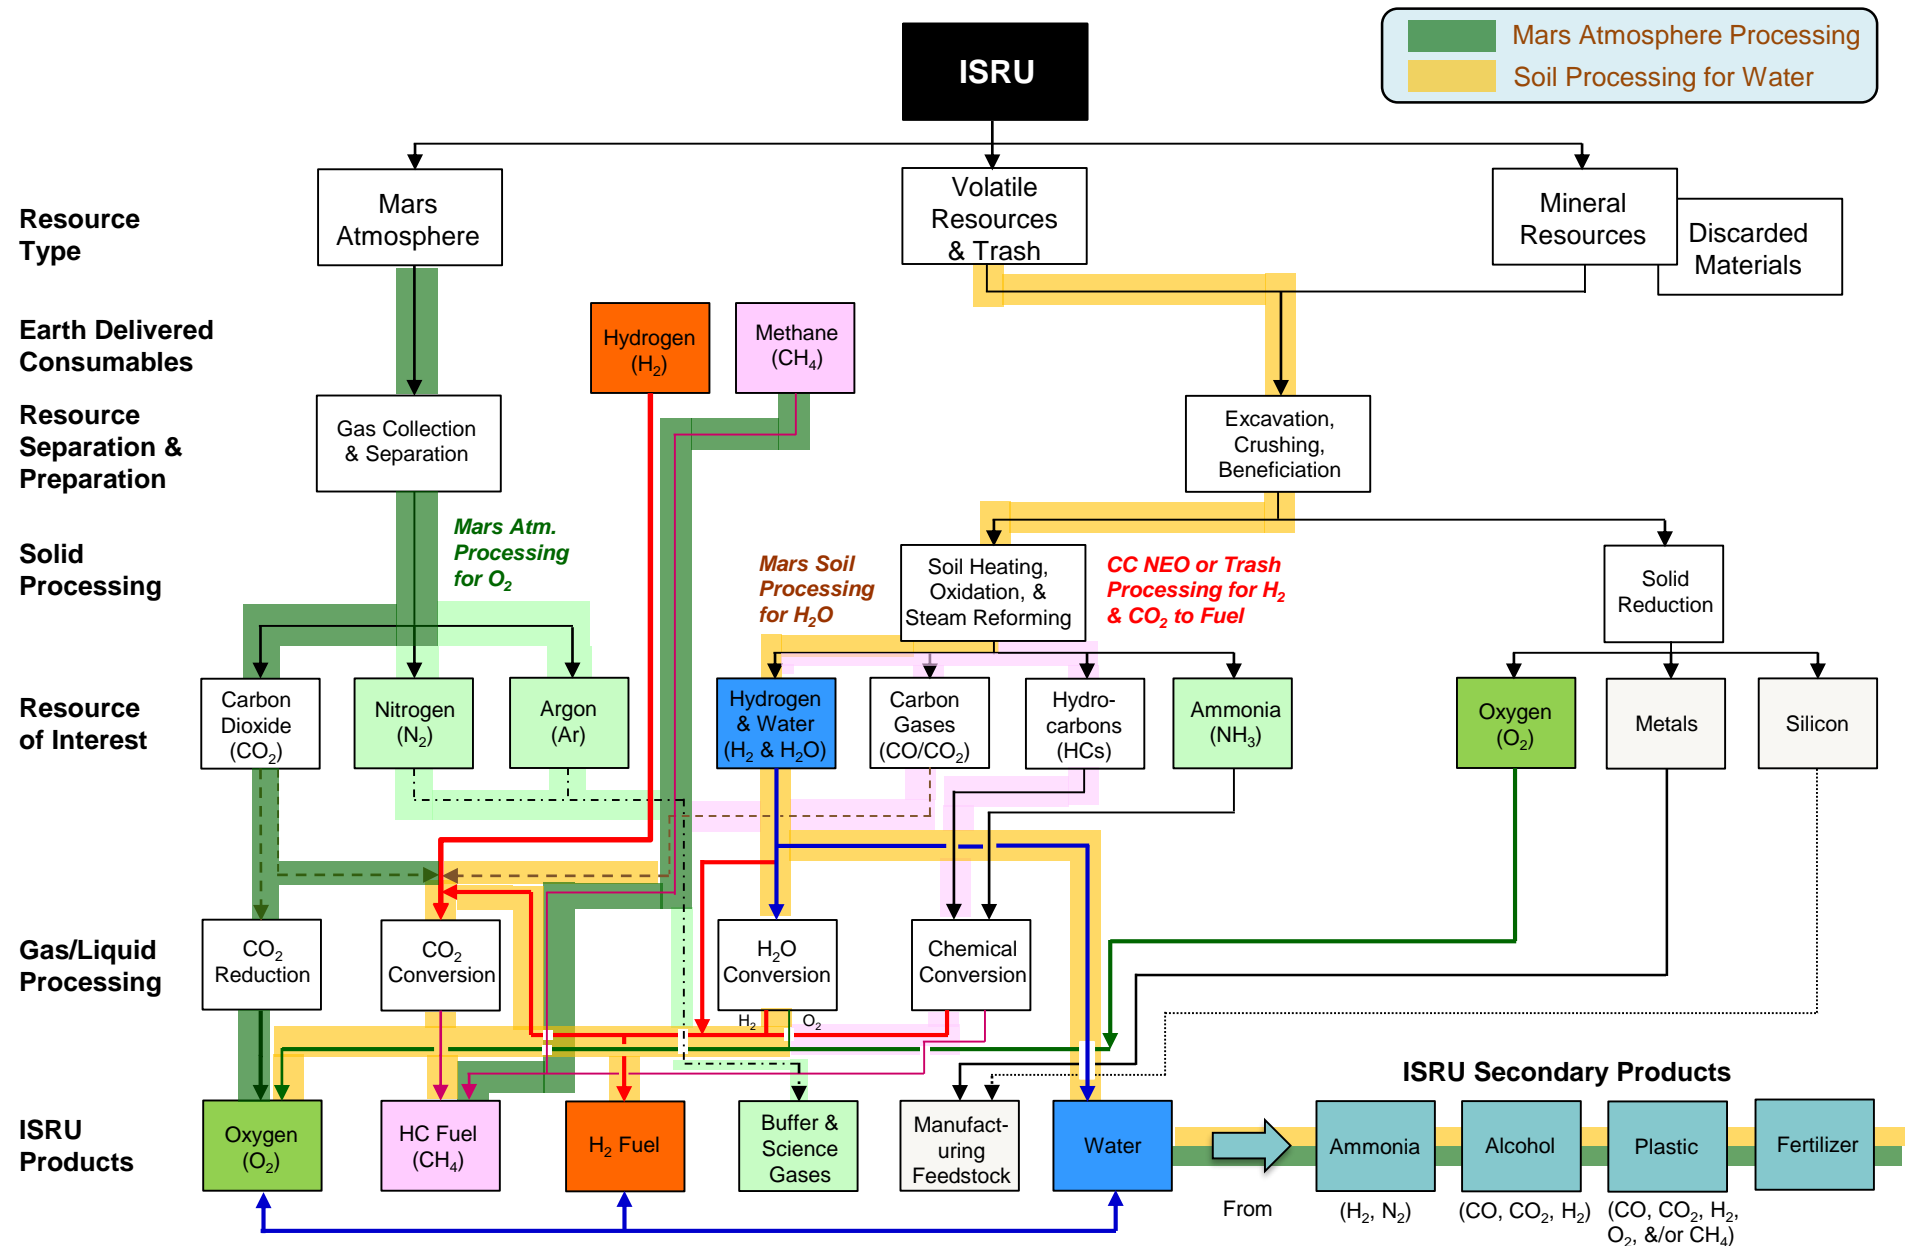 ISRU
Mars Atmosphere Processing
Soil Processing for Water
Resource
Type
Mars
Atmosphere
Volatile
Resources
& Trash
Mineral
Resources
Discarded
Materials
Earth Delivered
Consumables
Hydrogen
(H₂)
Methane
(CH₄)
Resource
Separation &
Preparation
Gas Collection
& Separation
Excavation,
Crushing,
Beneficiation
Solid
Processing
Mars Atm.
Processing
for O₂
Mars Soil
Processing
for H₂O
Soil Heating,
Oxidation, &
Steam Reforming
CC NEO or Trash
Processing for H₂
& CO₂ to Fuel
Solid
Reduction
Resource
of Interest
Carbon
Dioxide
(CO₂)
Nitrogen
(N₂)
Argon
(Ar)
Hydrogen
& Water
(H₂ & H₂O)
Carbon
Gases
(CO/CO₂)
Hydro-
carbons
(HCs)
Ammonia
(NH₃)
Oxygen
(O₂)
Metals
Silicon
Gas/Liquid
Processing
CO₂
Reduction
CO₂
Conversion
H₂O
Conversion
Chemical
Conversion
H₂
O₂
ISRU
Products
Oxygen
(O₂)
HC Fuel
(CH₄)
H₂ Fuel
Buffer &
Science
Gases
Manufact-
uring
Feedstock
Water
ISRU Secondary Products
Ammonia
Alcohol
Plastic
Fertilizer
From
(H₂, N₂)
(CO, CO₂, H₂)
(CO, CO₂, H₂,
O₂, &/or CH₄)